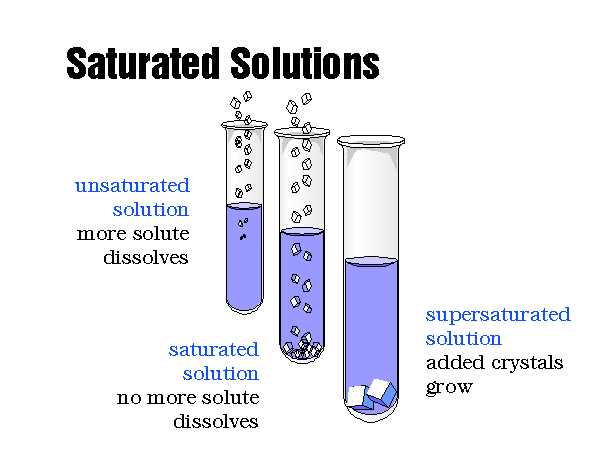 Saturated Solutions
unsaturated
solution
more solute
dissolves
saturated
solution
no more solute
dissolves
supersaturated
solution
added crystals
grow